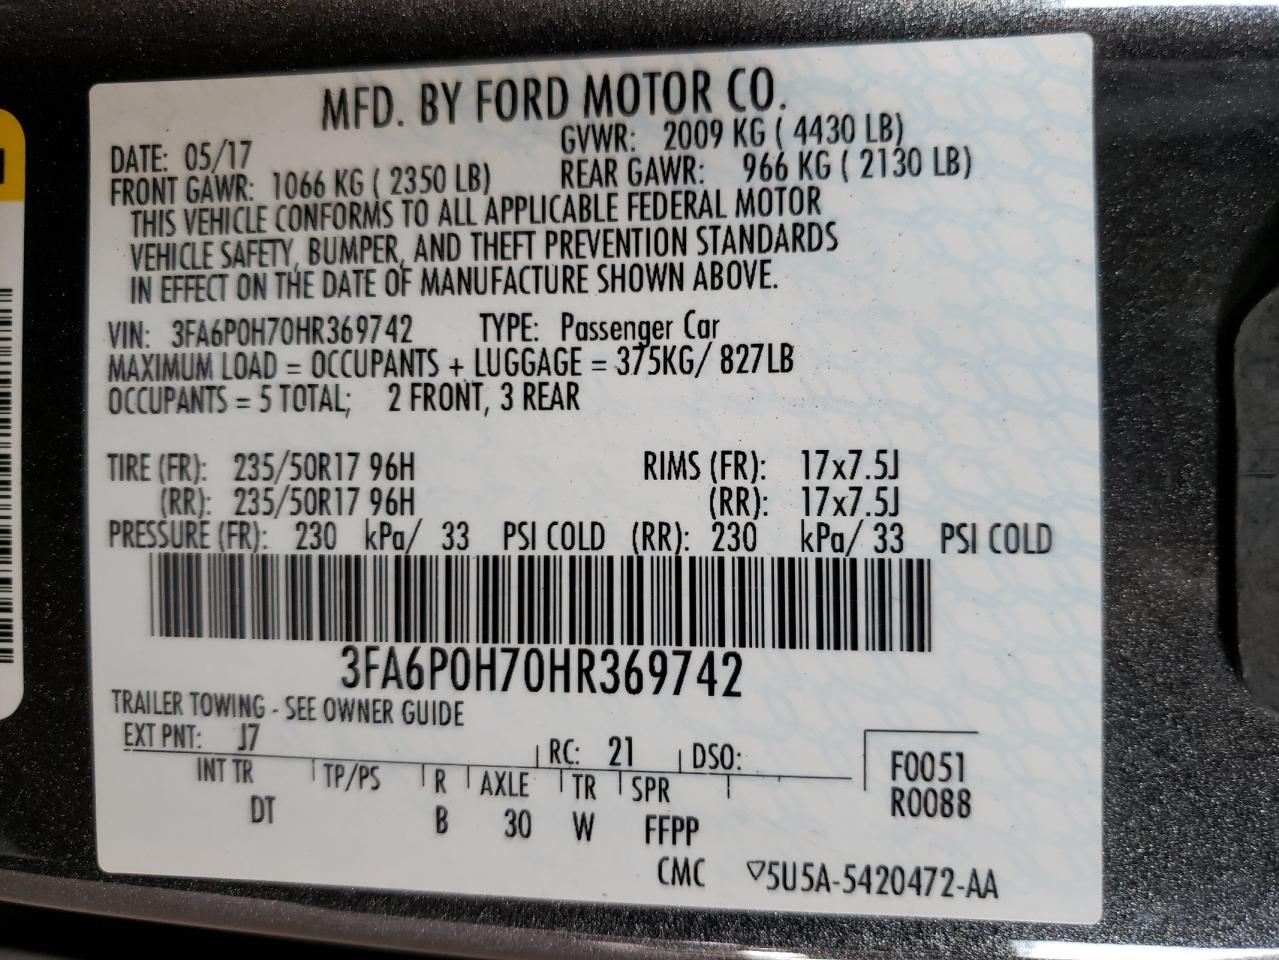 MFD. BY FORD MOTOR CO.
DATE: 05/17 GVWR: 2009 KG ( 4430 LB)
FRONT GAWR: 1066 KG ( 2350 LB) REAR GAWR: 966 KG ( 2130 LB)
THIS VEHICLE CONFORMS TO ALL APPLICABLE FEDERAL MOTOR
VEHICLE SAFETY, BUMPER, AND THEFT PREVENTION STANDARDS
IN EFFECT ON THE DATE OF MANUFACTURE SHOWN ABOVE.
VIN: 3FA6P0H70HR369742 TYPE: Passenger Car
MAXIMUM LOAD = OCCUPANTS + LUGGAGE = 375KG/ 827LB
OCCUPANTS = 5 TOTAL; 2 FRONT, 3 REAR
TIRE (FR): 235/50R17 96H RIMS (FR): 17x7.5J
(RR): 235/50R17 96H (RR): 17x7.5J
PRESSURE (FR): 230 kPa/ 33 PSI COLD (RR): 230 kPa/ 33 PSI COLD
3FA6P0H70HR369742
TRAILER TOWING - SEE OWNER GUIDE
EXT PNT: J7 RC: 21 DSO:
INT TR TP/PS R AXLE TR SPR F0051
DT B 30 W FFPP R0088
CMC ▽5U5A-5420472-AA